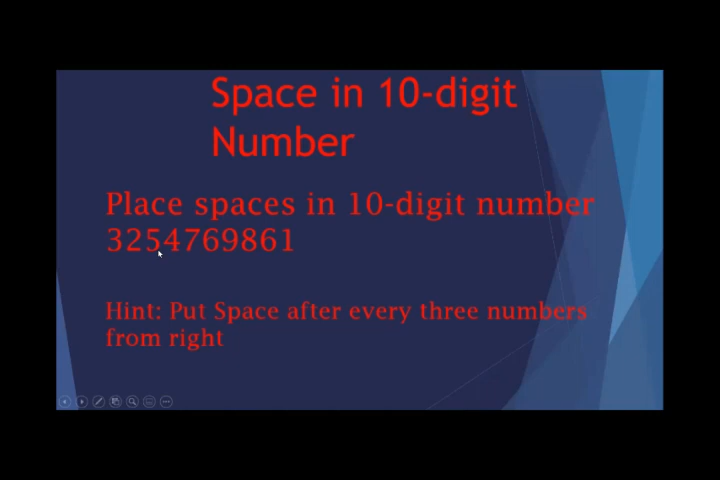 Space in 10-digit
Number
Place spaces in 10-digit number
3254769861
Hint: Put Space after every three numbers
from right